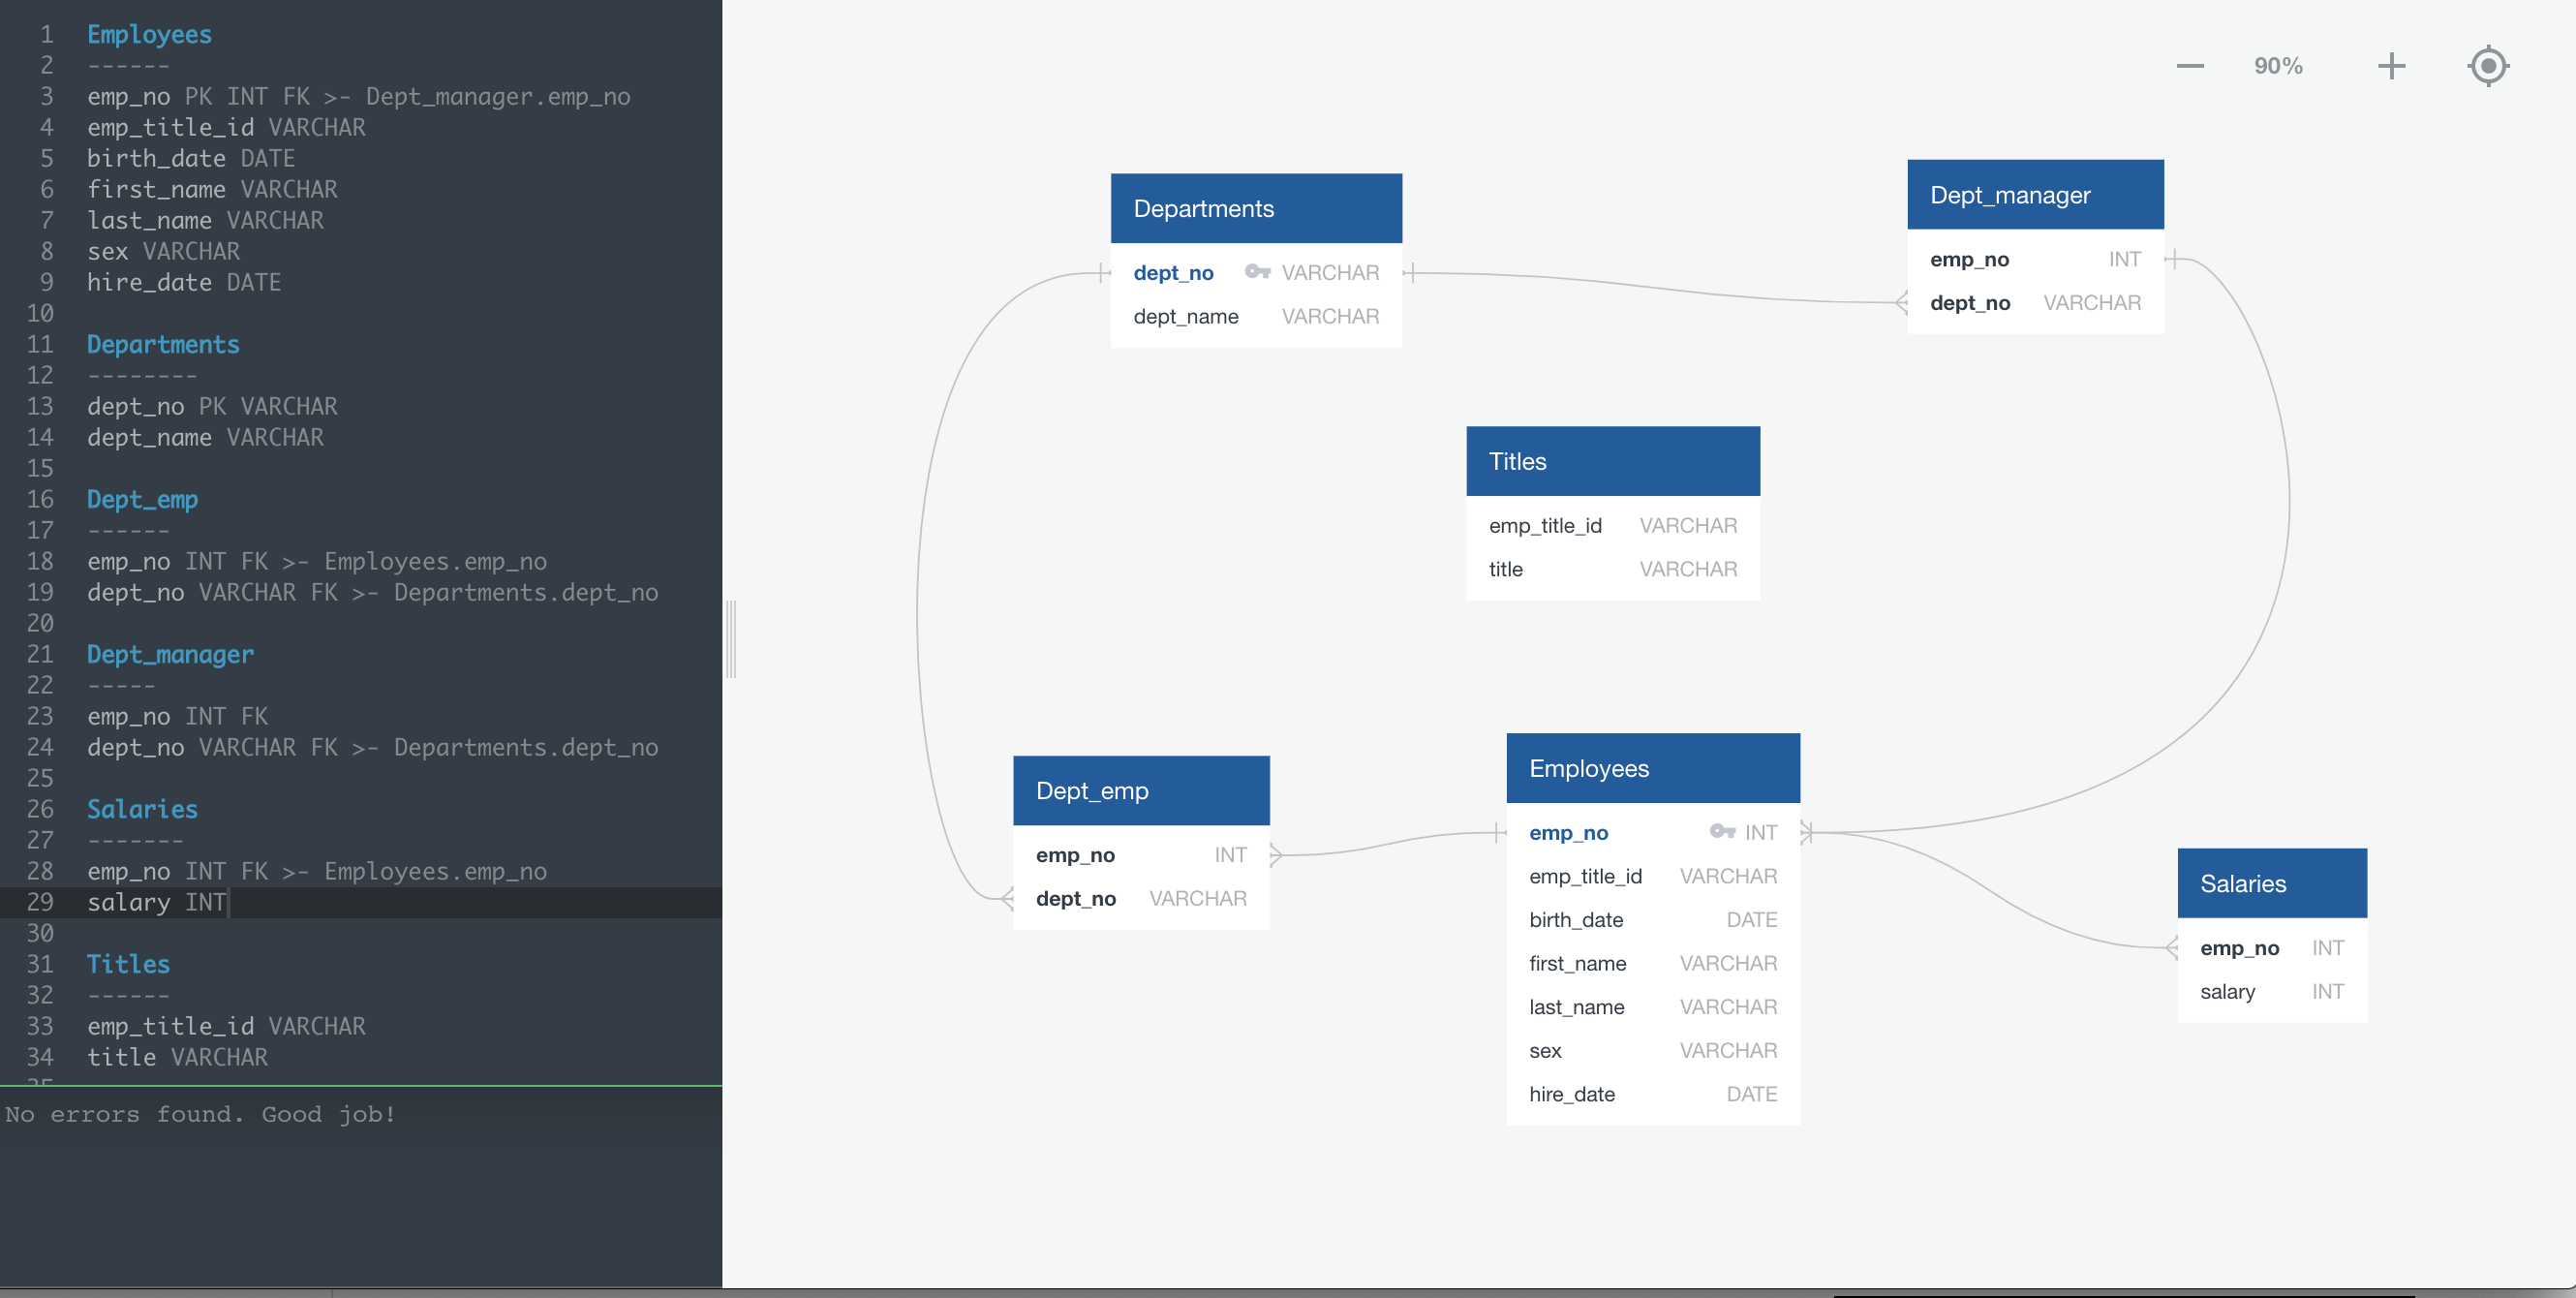 1 Employees
2 ------
3 emp_no PK INT FK >- Dept_manager.emp_no
4 emp_title_id VARCHAR
5 birth_date DATE
6 first_name VARCHAR
7 last_name VARCHAR
8 sex VARCHAR
9 hire_date DATE
10
11 Departments
12 --------
13 dept_no PK VARCHAR
14 dept_name VARCHAR
15
16 Dept_emp
17 ------
18 emp_no INT FK >- Employees.emp_no
19 dept_no VARCHAR FK >- Departments.dept_no
20
21 Dept_manager
22 -----
23 emp_no INT FK
24 dept_no VARCHAR FK >- Departments.dept_no
25
26 Salaries
27 -------
28 emp_no INT FK >- Employees.emp_no
29 salary INT
30
31 Titles
32 ------
33 emp_title_id VARCHAR
34 title VARCHAR
35
No errors found. Good job!
90%
Departments
dept_no VARCHAR
dept_name VARCHAR
Dept_manager
emp_no INT
dept_no VARCHAR
Titles
emp_title_id VARCHAR
title VARCHAR
Dept_emp
emp_no INT
dept_no VARCHAR
Employees
emp_no INT
emp_title_id VARCHAR
birth_date DATE
first_name VARCHAR
last_name VARCHAR
sex VARCHAR
hire_date DATE
Salaries
emp_no INT
salary INT